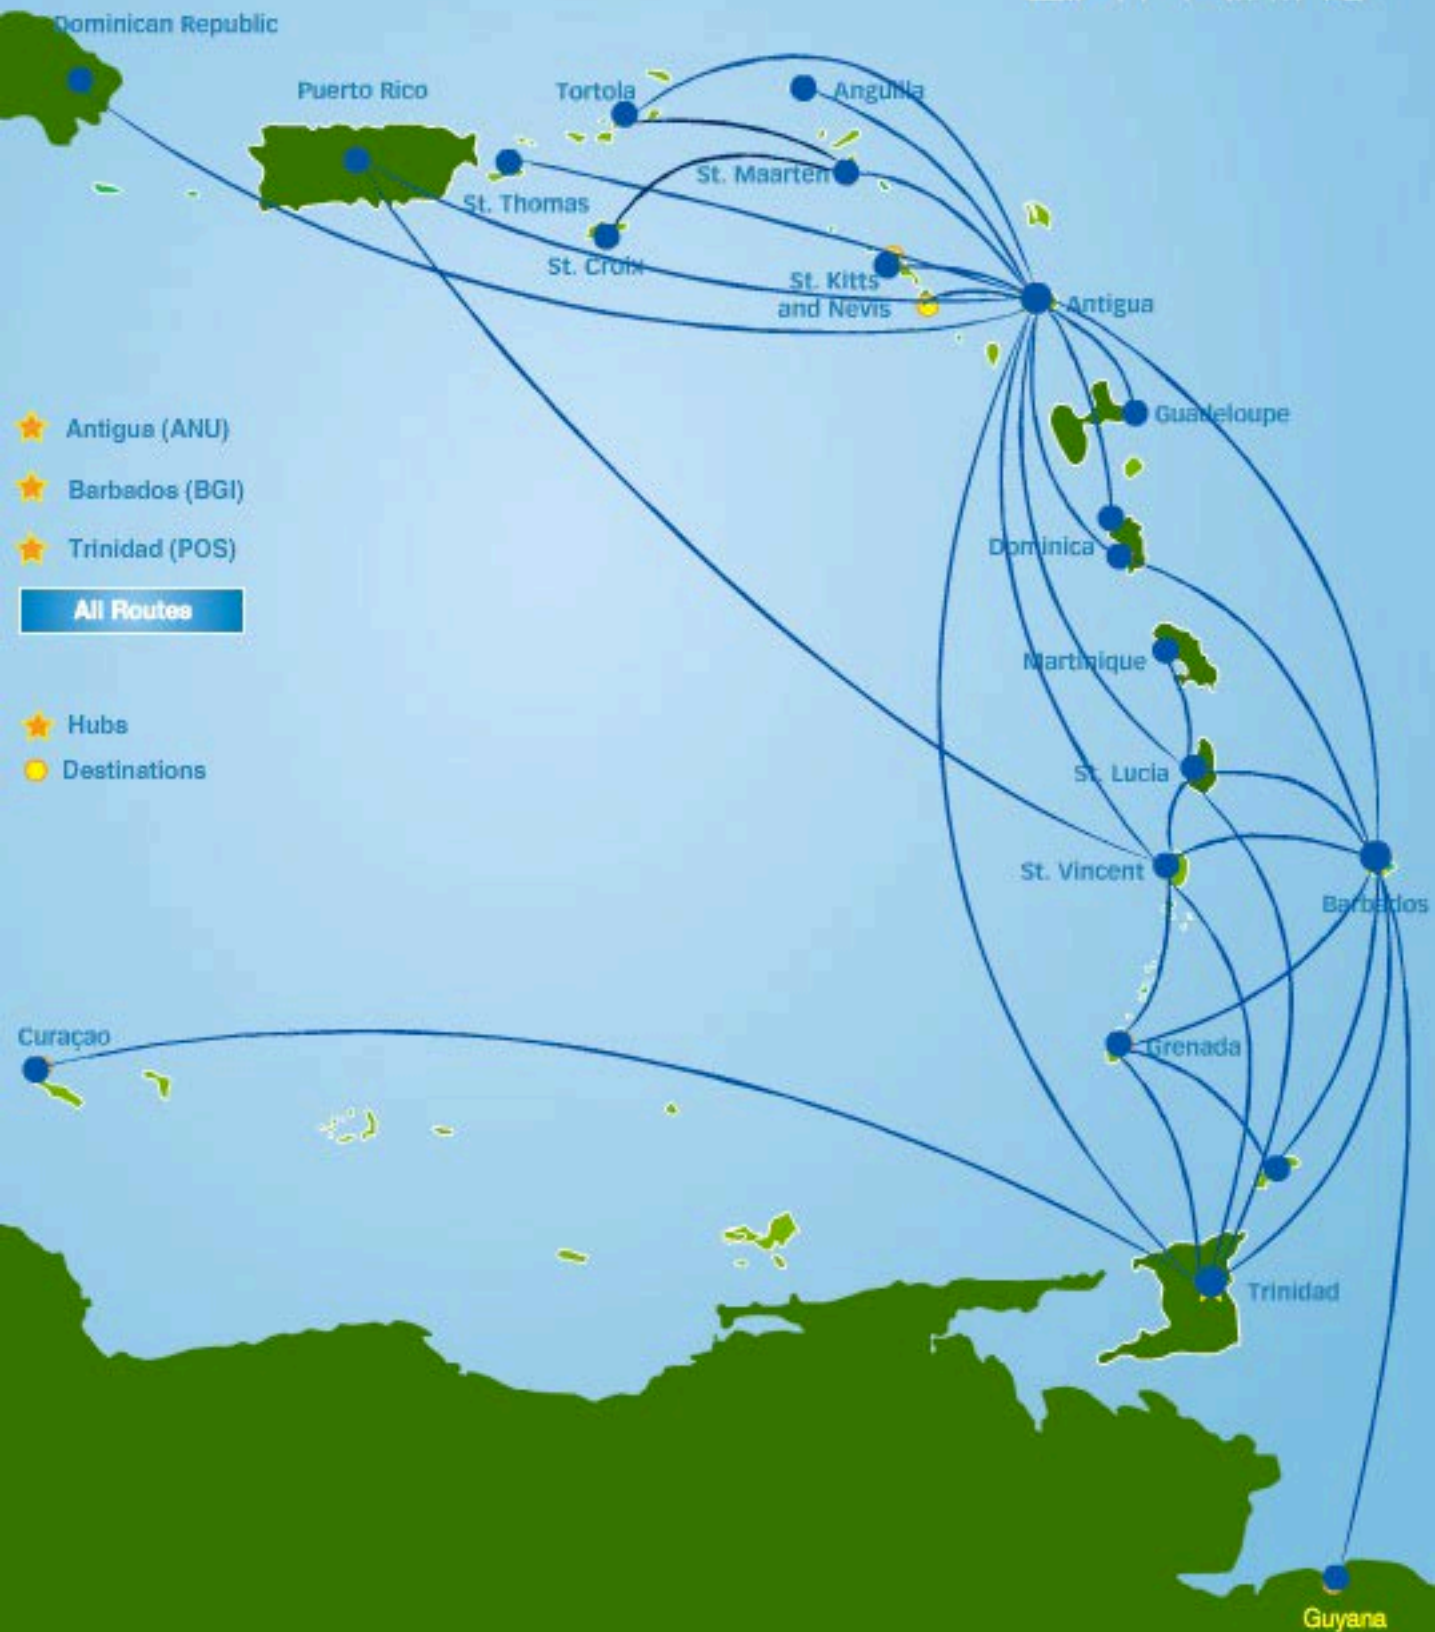 Dominican Republic
Puerto Rico
Tortola
Anguilla
St. Maarten
St. Thomas
St. Croix
St. Kitts
and Nevis
Antigua
Guadeloupe
Antigua (ANU)
Barbados (BGI)
Trinidad (POS)
All Routes
Dominica
Martinique
Hubs
Destinations
St. Lucia
St. Vincent
Barbados
Curaçao
Grenada
Trinidad
Guyana